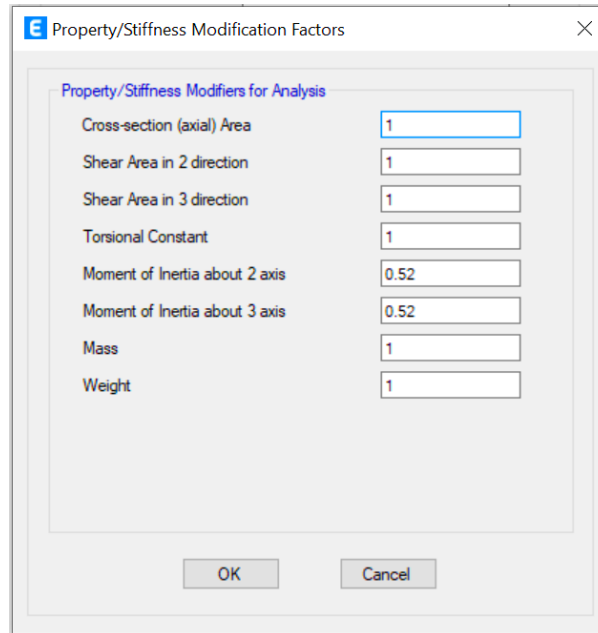 E Property/Stiffness Modification Factors
Property/Stiffness Modifiers for Analysis
Cross-section (axial) Area 1
Shear Area in 2 direction 1
Shear Area in 3 direction 1
Torsional Constant 1
Moment of Inertia about 2 axis 0.52
Moment of Inertia about 3 axis 0.52
Mass 1
Weight 1
OK Cancel